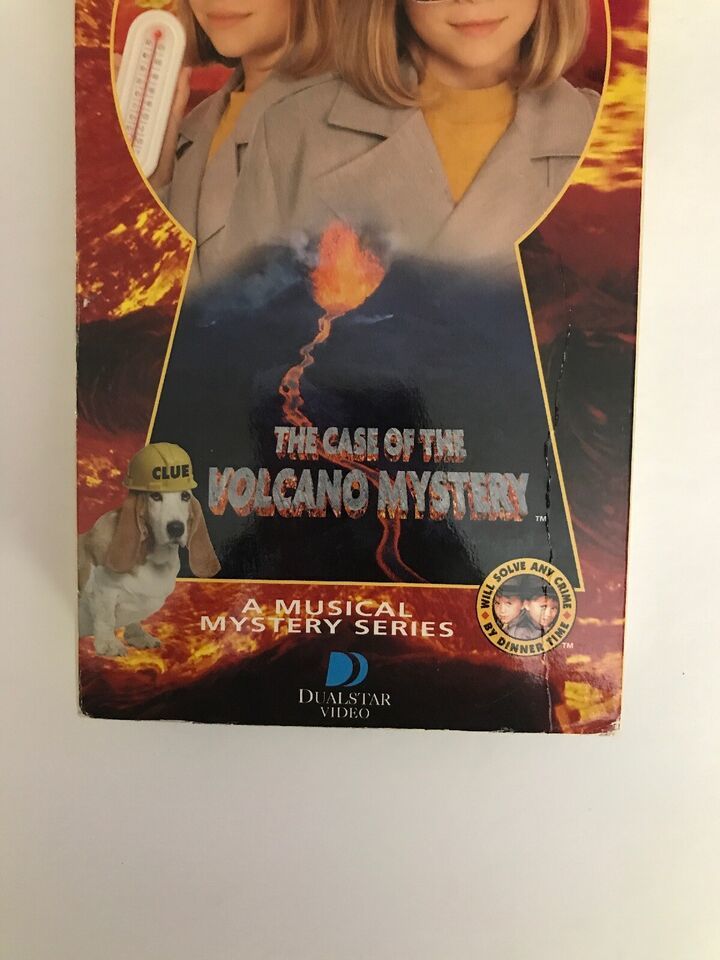 THE CASE OF THE
VOLCANO MYSTERY
TM
CLUE
WILL SOLVE ANY CRIME
BY DINNER TIME
TM
A MUSICAL
MYSTERY SERIES
DUALSTAR
VIDEO